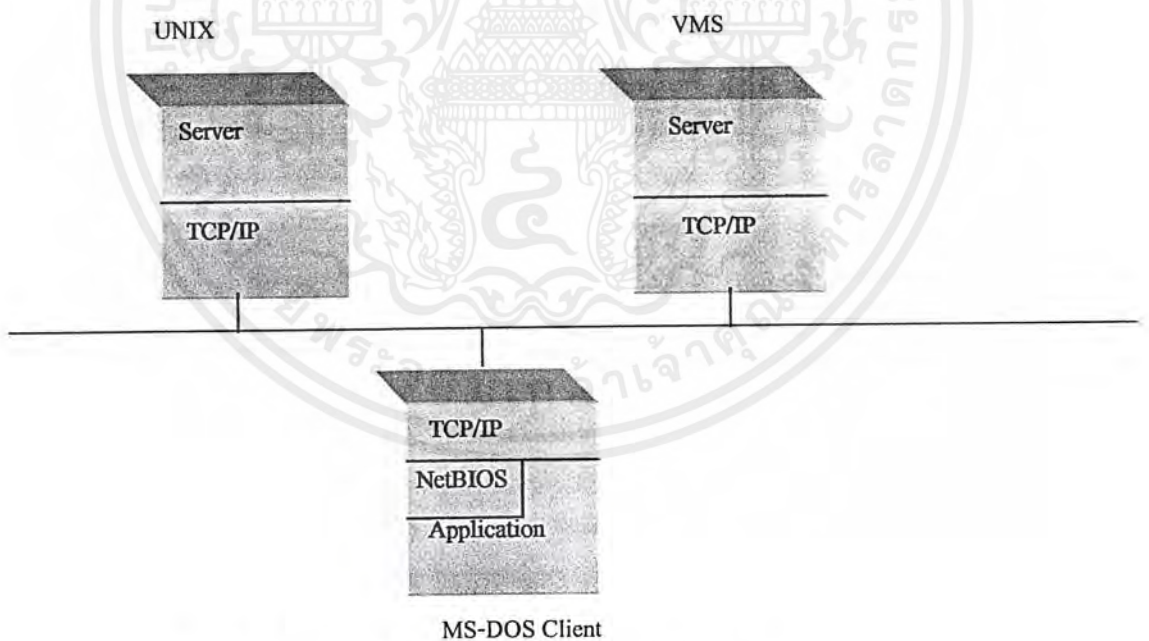 UNIX
VMS
Server
TCP/IP
Server
TCP/IP
TCP/IP
NetBIOS
Application
MS-DOS Client